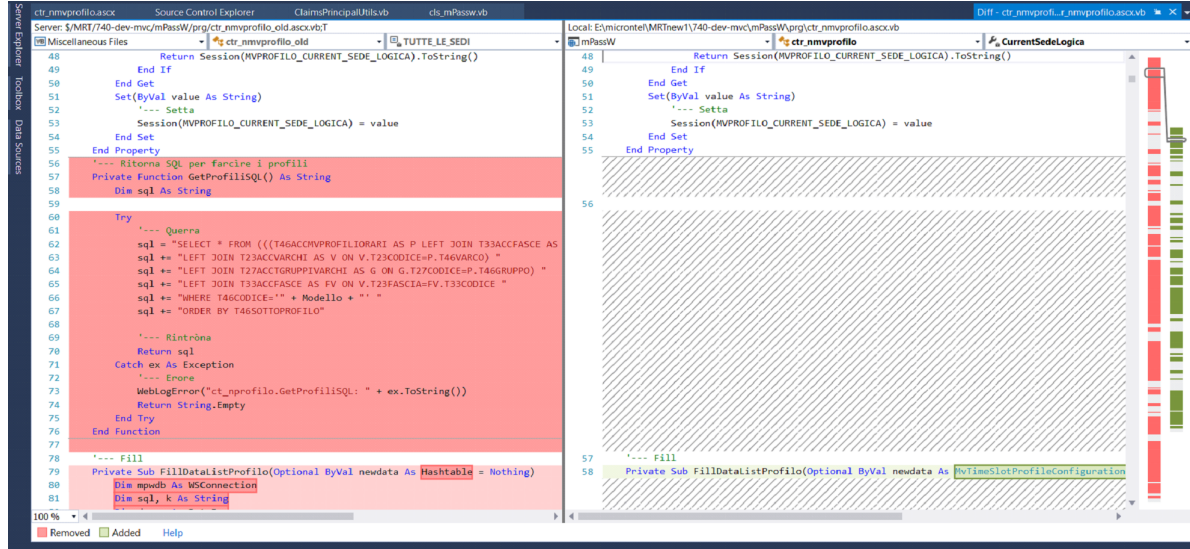 ctr_nmvprofilo.ascx Source Control Explorer ClaimsPrincipalUtils.vb cls_mPassw.vb Diff - ctr_nmvprofi...r_nmvprofilo.ascx.vb
Server Explorer
Toolbox
Data Sources
Server: $/MRT/740-dev-mvc/mPassW/prg/ctr_nmvprofilo_old.ascx.vb;T
Miscellaneous Files ctr_nmvprofilo_old TUTTE_LE_SEDI
48 Return Session(MVPROFILO_CURRENT_SEDE_LOGICA).ToString()
49 End If
50 End Get
51 Set(ByVal value As String)
52 '--- Setta
53 Session(MVPROFILO_CURRENT_SEDE_LOGICA) = value
54 End Set
55 End Property
56 '--- Ritorna SQL per farcire i profili
57 Private Function GetProfiliSQL() As String
58 Dim sql As String
59
60 Try
61 '--- Querra
62 sql = "SELECT * FROM (((T46ACCMVPROFILIORARI AS P LEFT JOIN T33ACCFASCE AS
63 sql += "LEFT JOIN T23ACCVARCHI AS V ON V.T23CODICE=P.T46VARCO) "
64 sql += "LEFT JOIN T27ACCTGRUPPIVARCHI AS G ON G.T27CODICE=P.T46GRUPPO) "
65 sql += "LEFT JOIN T33ACCFASCE AS FV ON V.T23FASCIA=FV.T33CODICE "
66 sql += "WHERE T46CODICE='" + Modello + "' "
67 sql += "ORDER BY T46SOTTOPROFILO"
68
69 '--- Rintròna
70 Return sql
71 Catch ex As Exception
72 '--- Erore
73 WebLogError("ct_nprofilo.GetProfiliSQL: " + ex.ToString())
74 Return String.Empty
75 End Try
76 End Function
77
78 '--- Fill
79 Private Sub FillDataListProfilo(Optional ByVal newdata As Hashtable = Nothing)
80 Dim mpwdb As WSConnection
81 Dim sql, k As String
100 %
Local: E:\microntel\MRTnew1\740-dev-mvc\mPassW\prg\ctr_nmvprofilo.ascx.vb
mPassW ctr_nmvprofilo CurrentSedeLogica
48 Return Session(MVPROFILO_CURRENT_SEDE_LOGICA).ToString()
49 End If
50 End Get
51 Set(ByVal value As String)
52 '--- Setta
53 Session(MVPROFILO_CURRENT_SEDE_LOGICA) = value
54 End Set
55 End Property
56
57 '--- Fill
58 Private Sub FillDataListProfilo(Optional ByVal newdata As MvTimeSlotProfileConfiguration
Removed Added Help